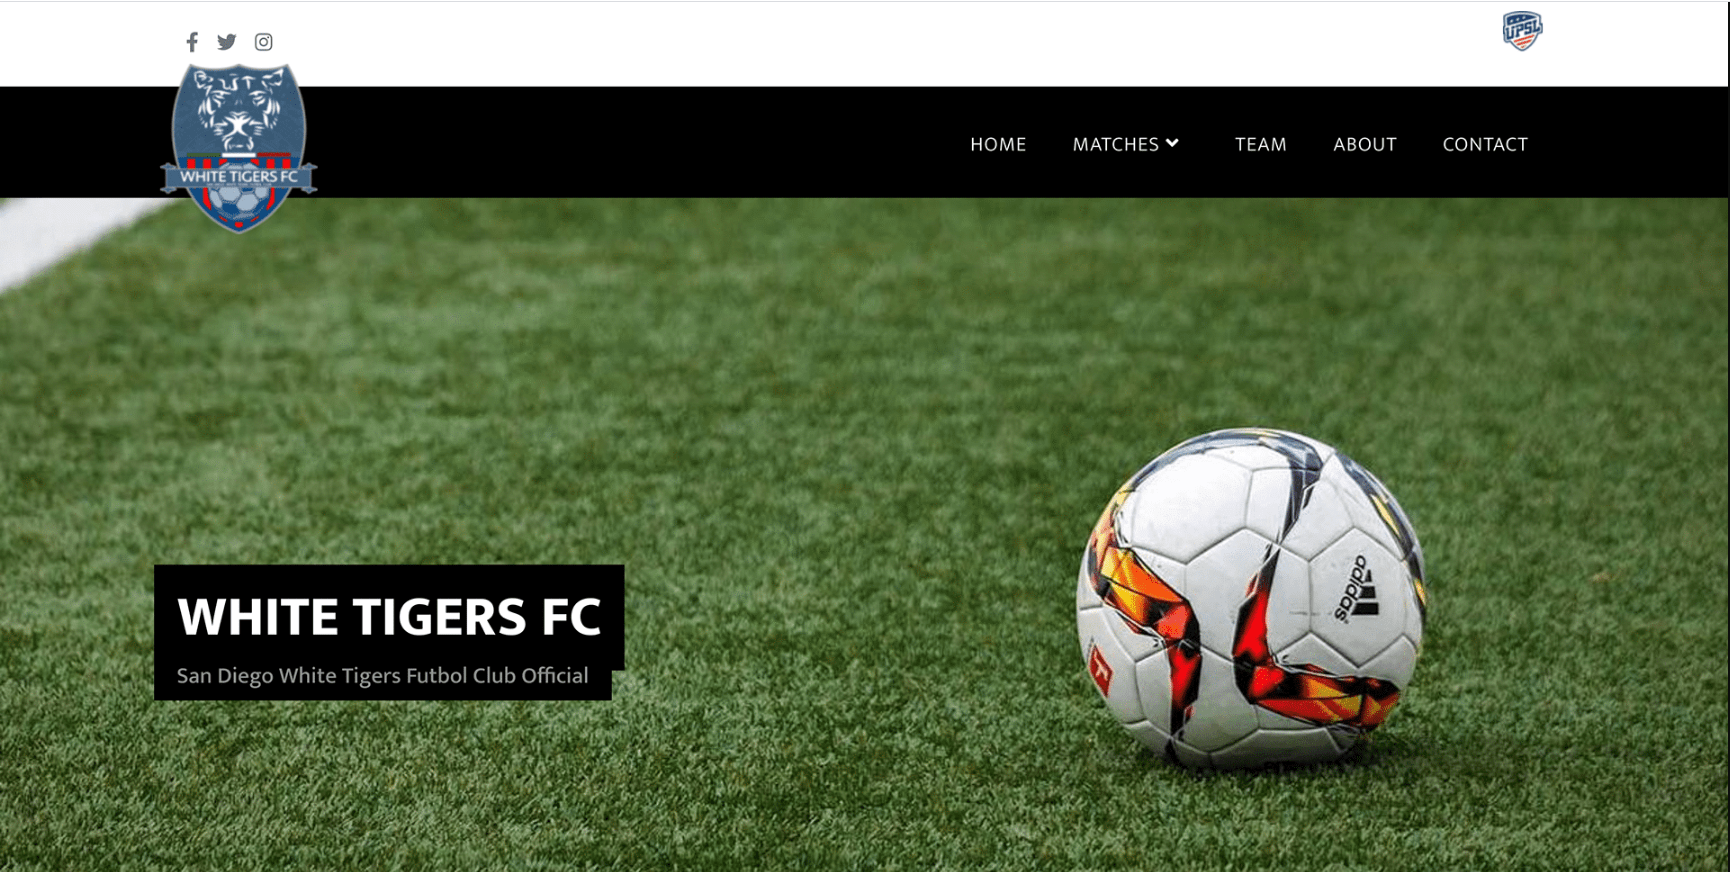 UPSL
WT
WHITE TIGERS FC
HOME MATCHES TEAM ABOUT CONTACT
adidas
WHITE TIGERS FC
San Diego White Tigers Futbol Club Official